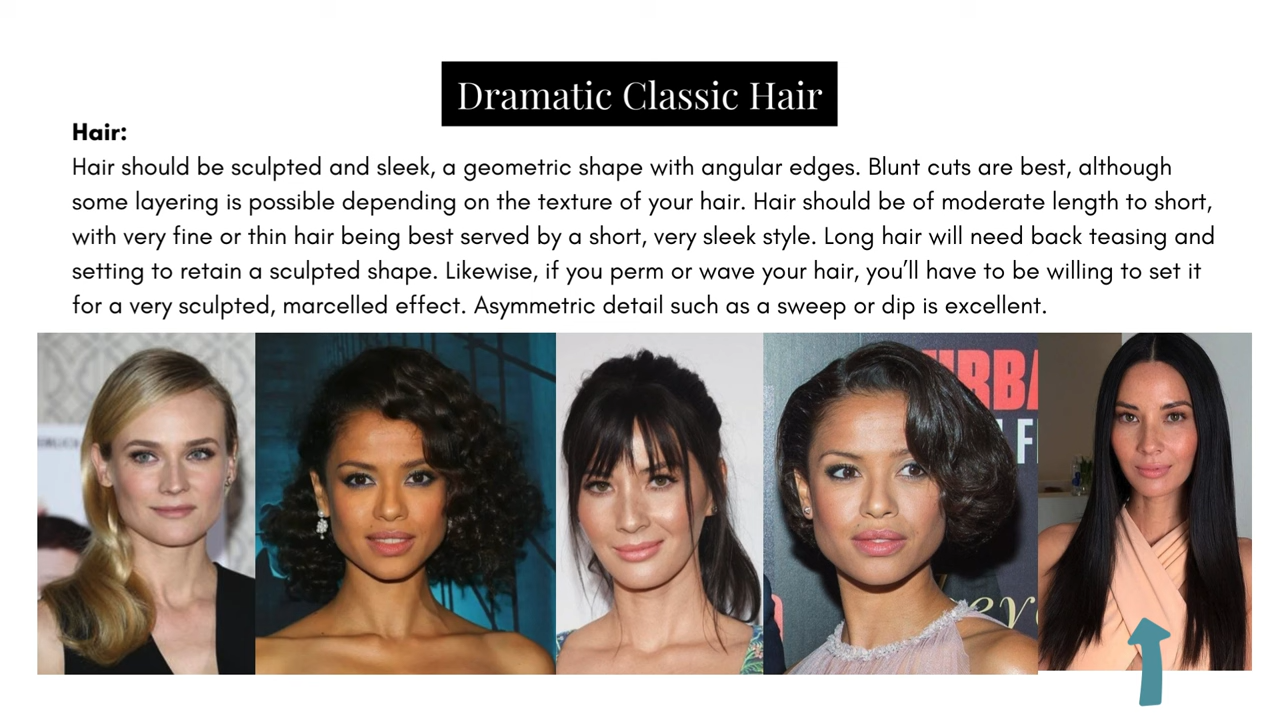 Dramatic Classic Hair
Hair:
Hair should be sculpted and sleek, a geometric shape with angular edges. Blunt cuts are best, although
some layering is possible depending on the texture of your hair. Hair should be of moderate length to short,
with very fine or thin hair being best served by a short, very sleek style. Long hair will need back teasing and
setting to retain a sculpted shape. Likewise, if you perm or wave your hair, you’ll have to be willing to set it
for a very sculpted, marcelled effect. Asymmetric detail such as a sweep or dip is excellent.